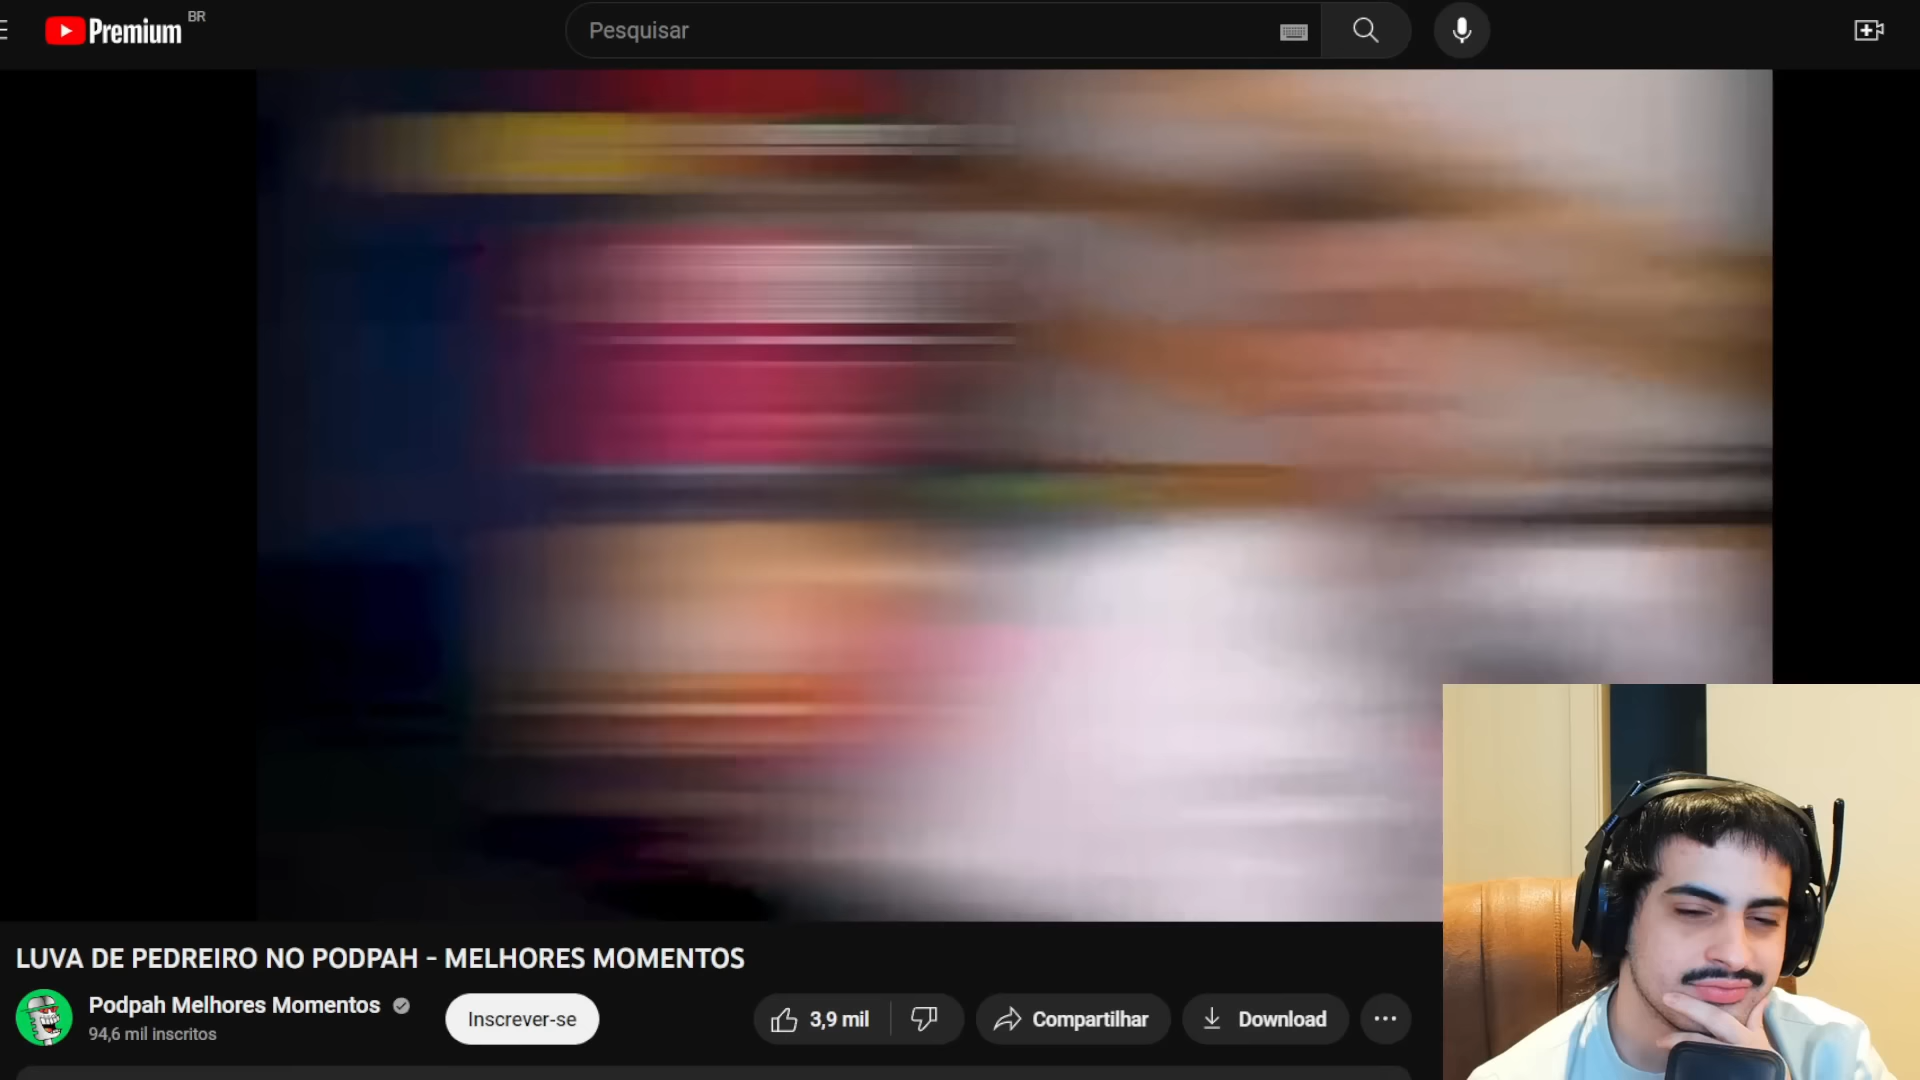 Premium BR
Pesquisar
LUVA DE PEDREIRO NO PODPAH - MELHORES MOMENTOS
Podpah Melhores Momentos
94,6 mil inscritos
Inscrever-se
3,9 mil
Compartilhar
Download